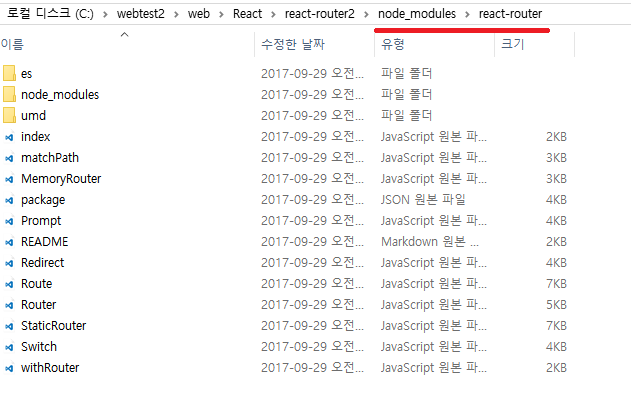 로컬 디스크 (C:) > webtest2 > web > React > react-router2 > node_modules > react-router
이름 수정한 날짜 유형 크기
es 2017-09-29 오전... 파일 폴더
node_modules 2017-09-29 오전... 파일 폴더
umd 2017-09-29 오전... 파일 폴더
index 2017-09-29 오전... JavaScript 원본 파... 2KB
matchPath 2017-09-29 오전... JavaScript 원본 파... 3KB
MemoryRouter 2017-09-29 오전... JavaScript 원본 파... 3KB
package 2017-09-29 오전... JSON 원본 파일 4KB
Prompt 2017-09-29 오전... JavaScript 원본 파... 4KB
README 2017-09-29 오전... Markdown 원본 ... 2KB
Redirect 2017-09-29 오전... JavaScript 원본 파... 4KB
Route 2017-09-29 오전... JavaScript 원본 파... 7KB
Router 2017-09-29 오전... JavaScript 원본 파... 5KB
StaticRouter 2017-09-29 오전... JavaScript 원본 파... 7KB
Switch 2017-09-29 오전... JavaScript 원본 파... 4KB
withRouter 2017-09-29 오전... JavaScript 원본 파... 2KB